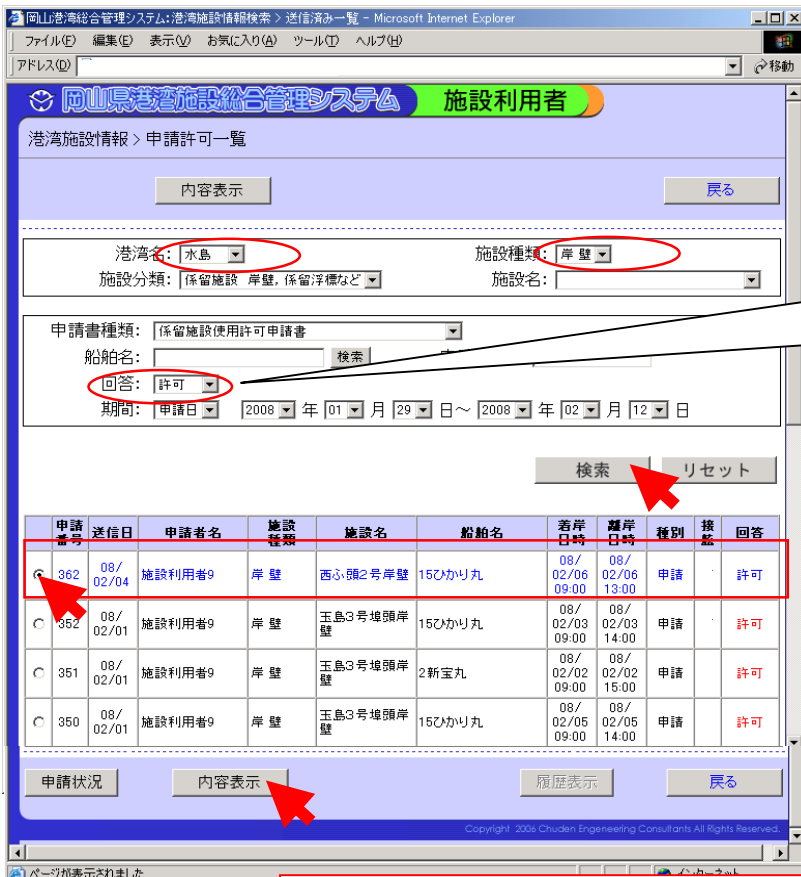 岡山港湾総合管理システム:港湾施設情報検索 > 送信済み一覧 - Microsoft Internet Explorer
ファイル(F) 編集(E) 表示(V) お気に入り(A) ツール(T) ヘルプ(H)
アドレス(D) 移動
岡山県港湾施設総合管理システム 施設利用者
港湾施設情報 > 申請許可一覧
内容表示 戻る
港湾名: 水島 施設種類: 岸 壁
施設分類: 係留施設 岸壁, 係留浮標など 施設名:
申請書種類: 係留施設使用許可申請書
船舶名: 検索
回答: 許可
期間: 申請日 2008 年 01 月 29 日～ 2008 年 02 月 12 日
検索 リセット
申請番号 送信日 申請者名 施設種類 施設名 船舶名 着岸日時 離岸日時 種別 接舷 回答
362 08/02/04 施設利用者9 岸 壁 西ふ頭2号岸壁 15ひかり丸 08/02/06 09:00 08/02/06 13:00 申請 許可
352 08/02/01 施設利用者9 岸 壁 玉島3号埠頭岸壁 15ひかり丸 08/02/03 09:00 08/02/03 14:00 申請 許可
351 08/02/01 施設利用者9 岸 壁 玉島3号埠頭岸壁 2新宝丸 08/02/02 09:00 08/02/02 15:00 申請 許可
350 08/02/01 施設利用者9 岸 壁 玉島3号埠頭岸壁 15ひかり丸 08/02/05 09:00 08/02/05 14:00 申請 許可
申請状況 内容表示 履歴表示 戻る
Copyright 2006 Chuden Engeneering Consultants All Rights Reserved.
ページが表示されました インターネット